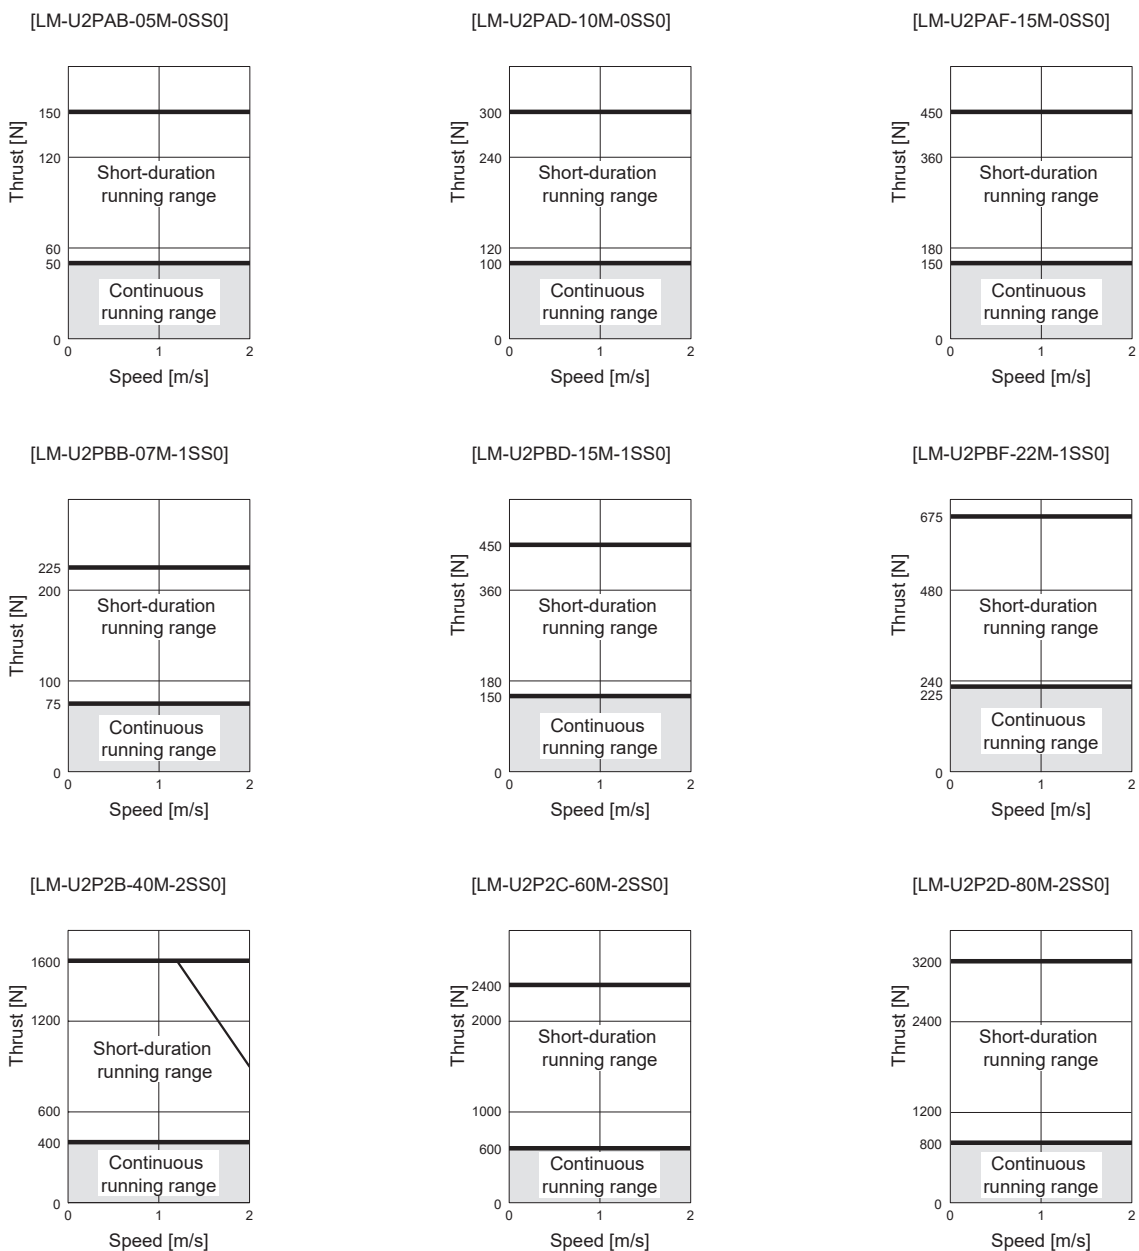 [LM-U2PAB-05M-0SS0]
Thrust [N]
150
120
60
50
0
Short-duration
running range
Continuous
running range
0 1 2
Speed [m/s]
[LM-U2PAD-10M-0SS0]
Thrust [N]
300
240
120
100
0
Short-duration
running range
Continuous
running range
0 1 2
Speed [m/s]
[LM-U2PAF-15M-0SS0]
Thrust [N]
450
360
180
150
0
Short-duration
running range
Continuous
running range
0 1 2
Speed [m/s]
[LM-U2PBB-07M-1SS0]
Thrust [N]
225
200
100
75
0
Short-duration
running range
Continuous
running range
0 1 2
Speed [m/s]
[LM-U2PBD-15M-1SS0]
Thrust [N]
450
360
180
150
0
Short-duration
running range
Continuous
running range
0 1 2
Speed [m/s]
[LM-U2PBF-22M-1SS0]
Thrust [N]
675
480
240
225
0
Short-duration
running range
Continuous
running range
0 1 2
Speed [m/s]
[LM-U2P2B-40M-2SS0]
Thrust [N]
1600
1200
600
400
0
Short-duration
running range
Continuous
running range
0 1 2
Speed [m/s]
[LM-U2P2C-60M-2SS0]
Thrust [N]
2400
2000
1000
600
0
Short-duration
running range
Continuous
running range
0 1 2
Speed [m/s]
[LM-U2P2D-80M-2SS0]
Thrust [N]
3200
2400
1200
800
0
Short-duration
running range
Continuous
running range
0 1 2
Speed [m/s]